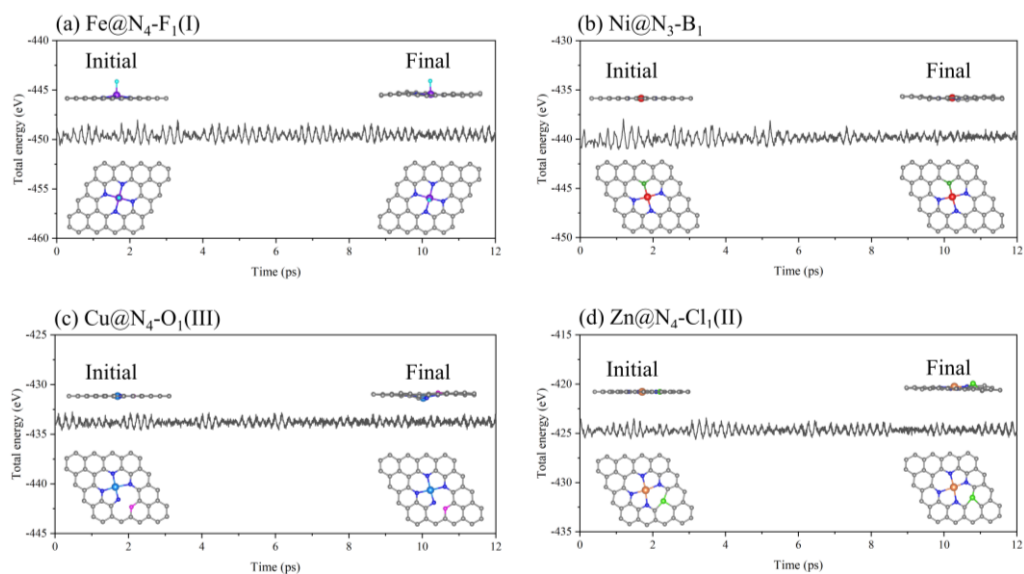 (a) Fe@N₄-F₁(I)
-440
-445
-450
-455
-460
Total energy (eV)
Initial
Final
0 2 4 6 8 10 12
Time (ps)
(b) Ni@N₃-B₁
-430
-435
-440
-445
-450
Total energy (eV)
Initial
Final
0 2 4 6 8 10 12
Time (ps)
(c) Cu@N₄-O₁(III)
-425
-430
-435
-440
-445
Total energy (eV)
Initial
Final
0 2 4 6 8 10 12
Time (ps)
(d) Zn@N₄-Cl₁(II)
-415
-420
-425
-430
-435
Total energy (eV)
Initial
Final
0 2 4 6 8 10 12
Time (ps)